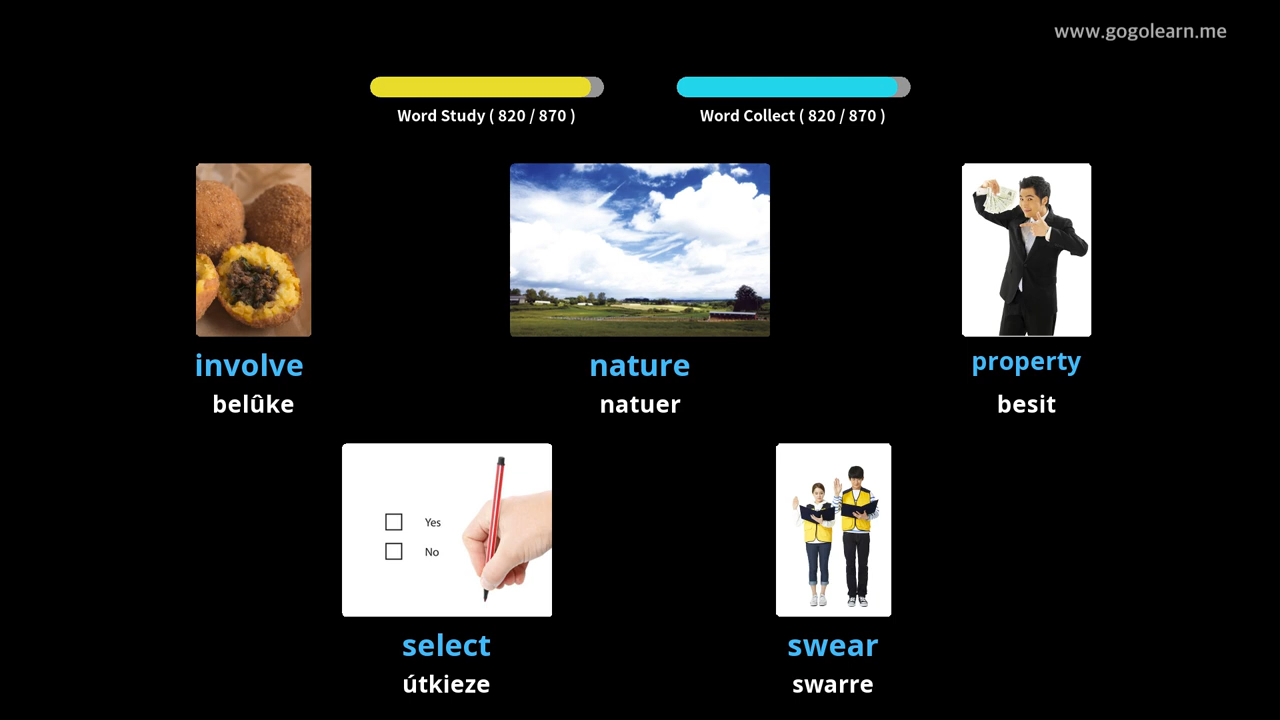 www.gogolearn.me
Word Study ( 820 / 870 )
Word Collect ( 820 / 870 )
involve
belûke
nature
natuer
property
besit
Yes
No
select
útkieze
swear
swarre